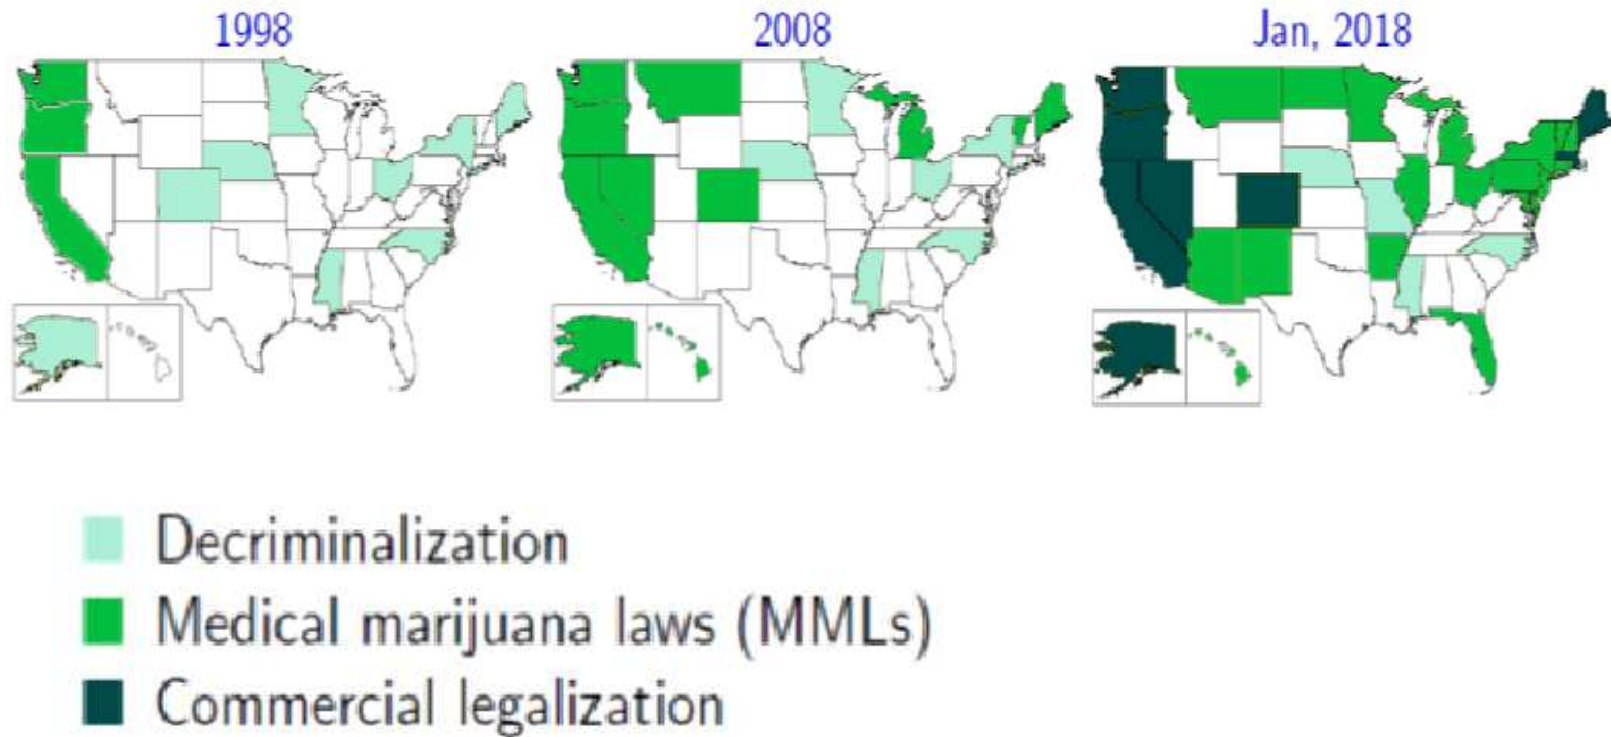 1998
2008
Jan, 2018
Decriminalization
Medical marijuana laws (MMLs)
Commercial legalization